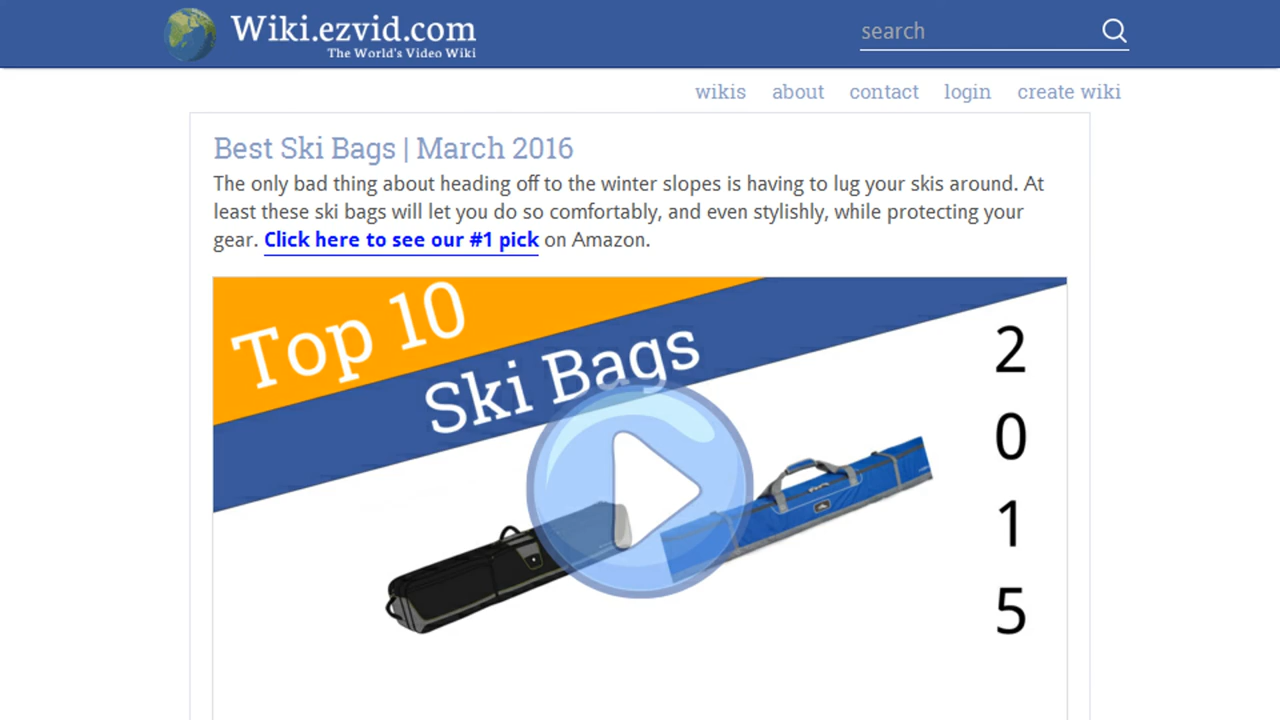 Wiki.ezvid.com
The World's Video Wiki
search
wikis about contact login create wiki
Best Ski Bags | March 2016
The only bad thing about heading off to the winter slopes is having to lug your skis around. At
least these ski bags will let you do so comfortably, and even stylishly, while protecting your
gear. Click here to see our #1 pick on Amazon.
Top 10
Ski Bags
2
0
1
5